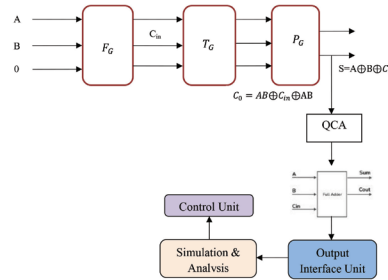 A
B
0
F_G
C_in
T_G
P_G
S=A⊕B⊕C
C_0 = AB⊕C_in⊕AB
QCA
A
B
Cin
Full Adder
Sum
Cout
Control Unit
Simulation &
Analysis
Output
Interface Unit